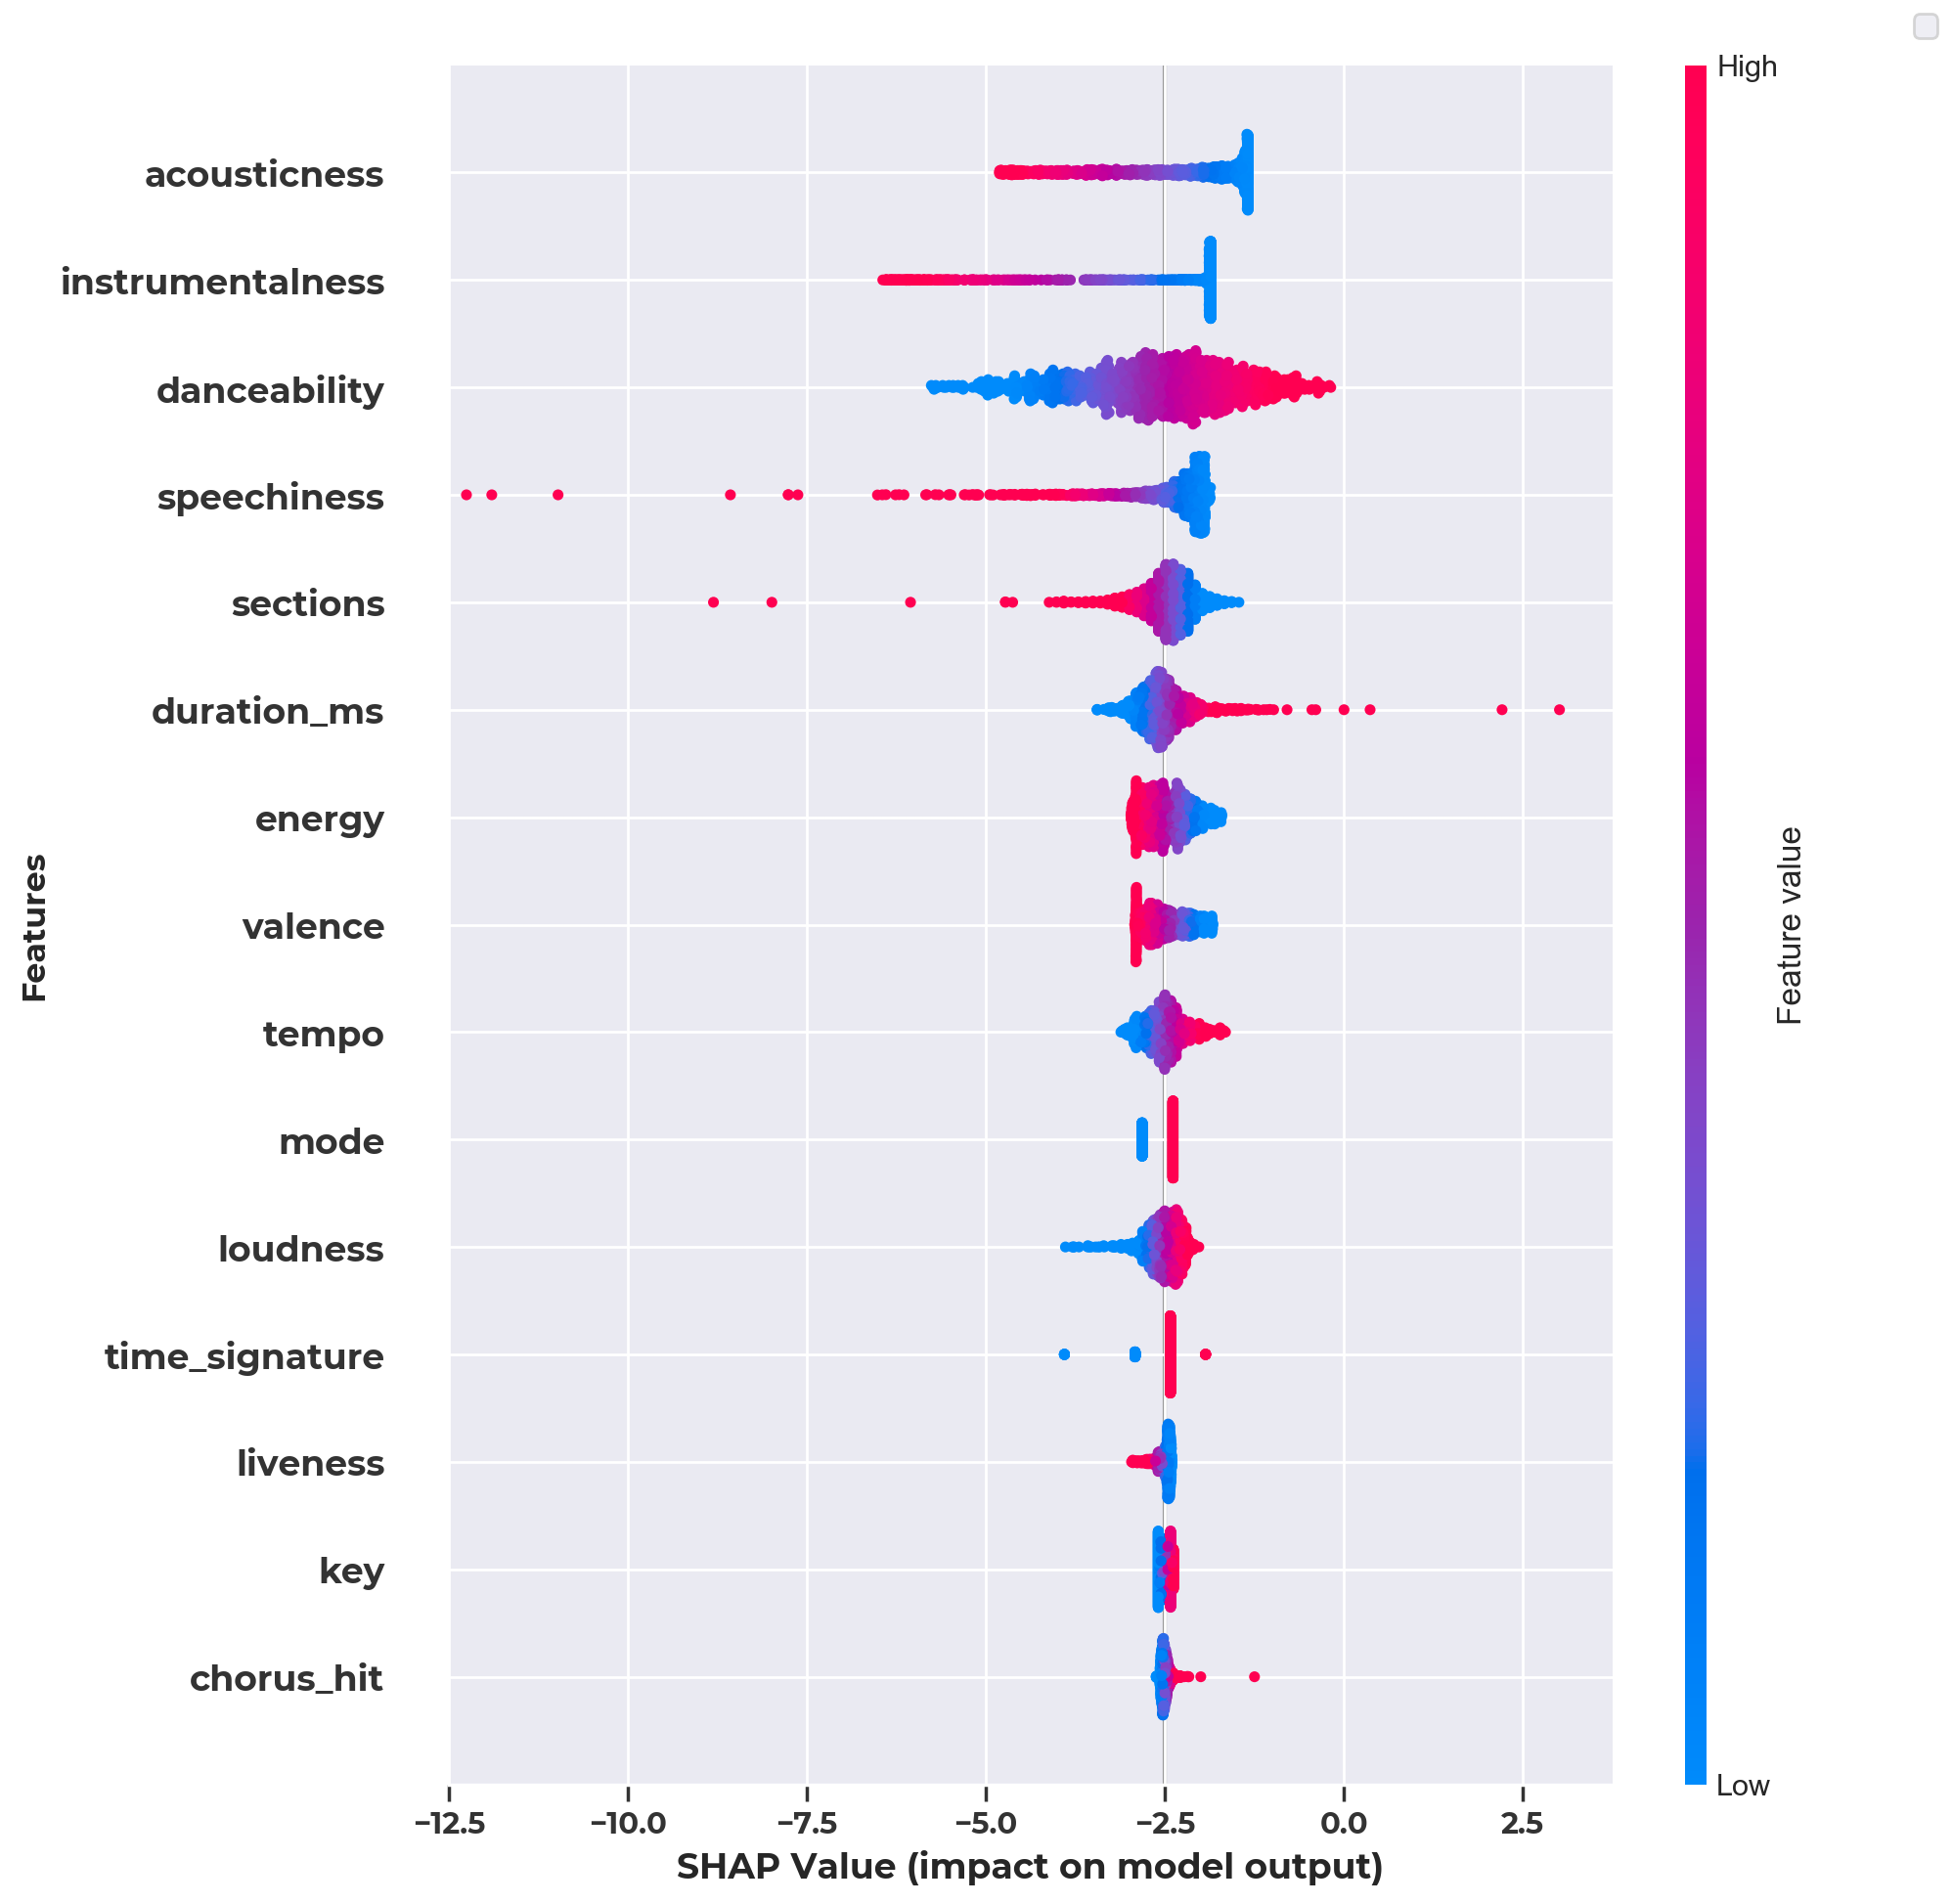 High
acousticness
instrumentalness
danceability
speechiness
sections
duration_ms
energy
valence
tempo
mode
loudness
time_signature
liveness
key
chorus_hit
Features
Feature value
Low
−12.5 −10.0 −7.5 −5.0 −2.5 0.0 2.5
SHAP Value (impact on model output)